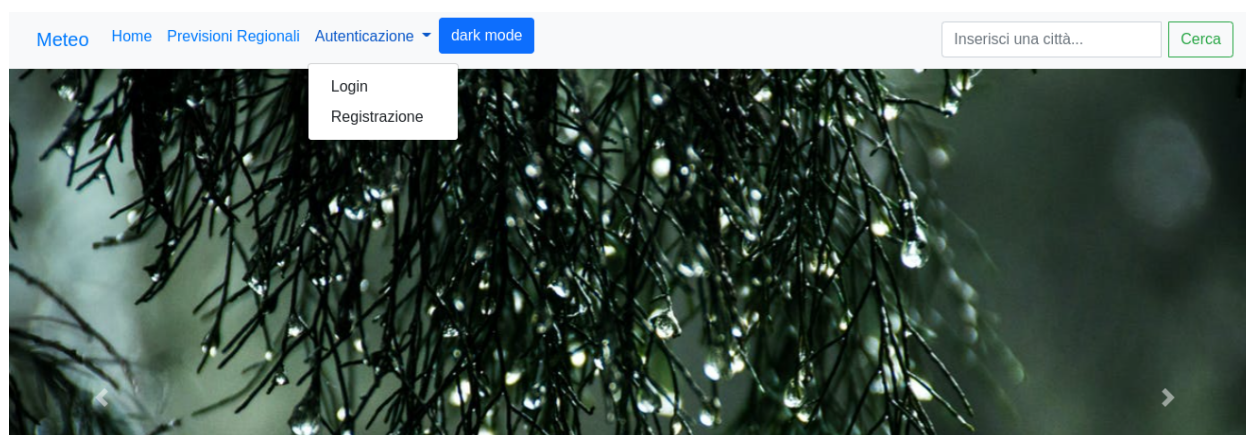 Meteo Home Previsioni Regionali Autenticazione dark mode Inserisci una città... Cerca
Login
Registrazione